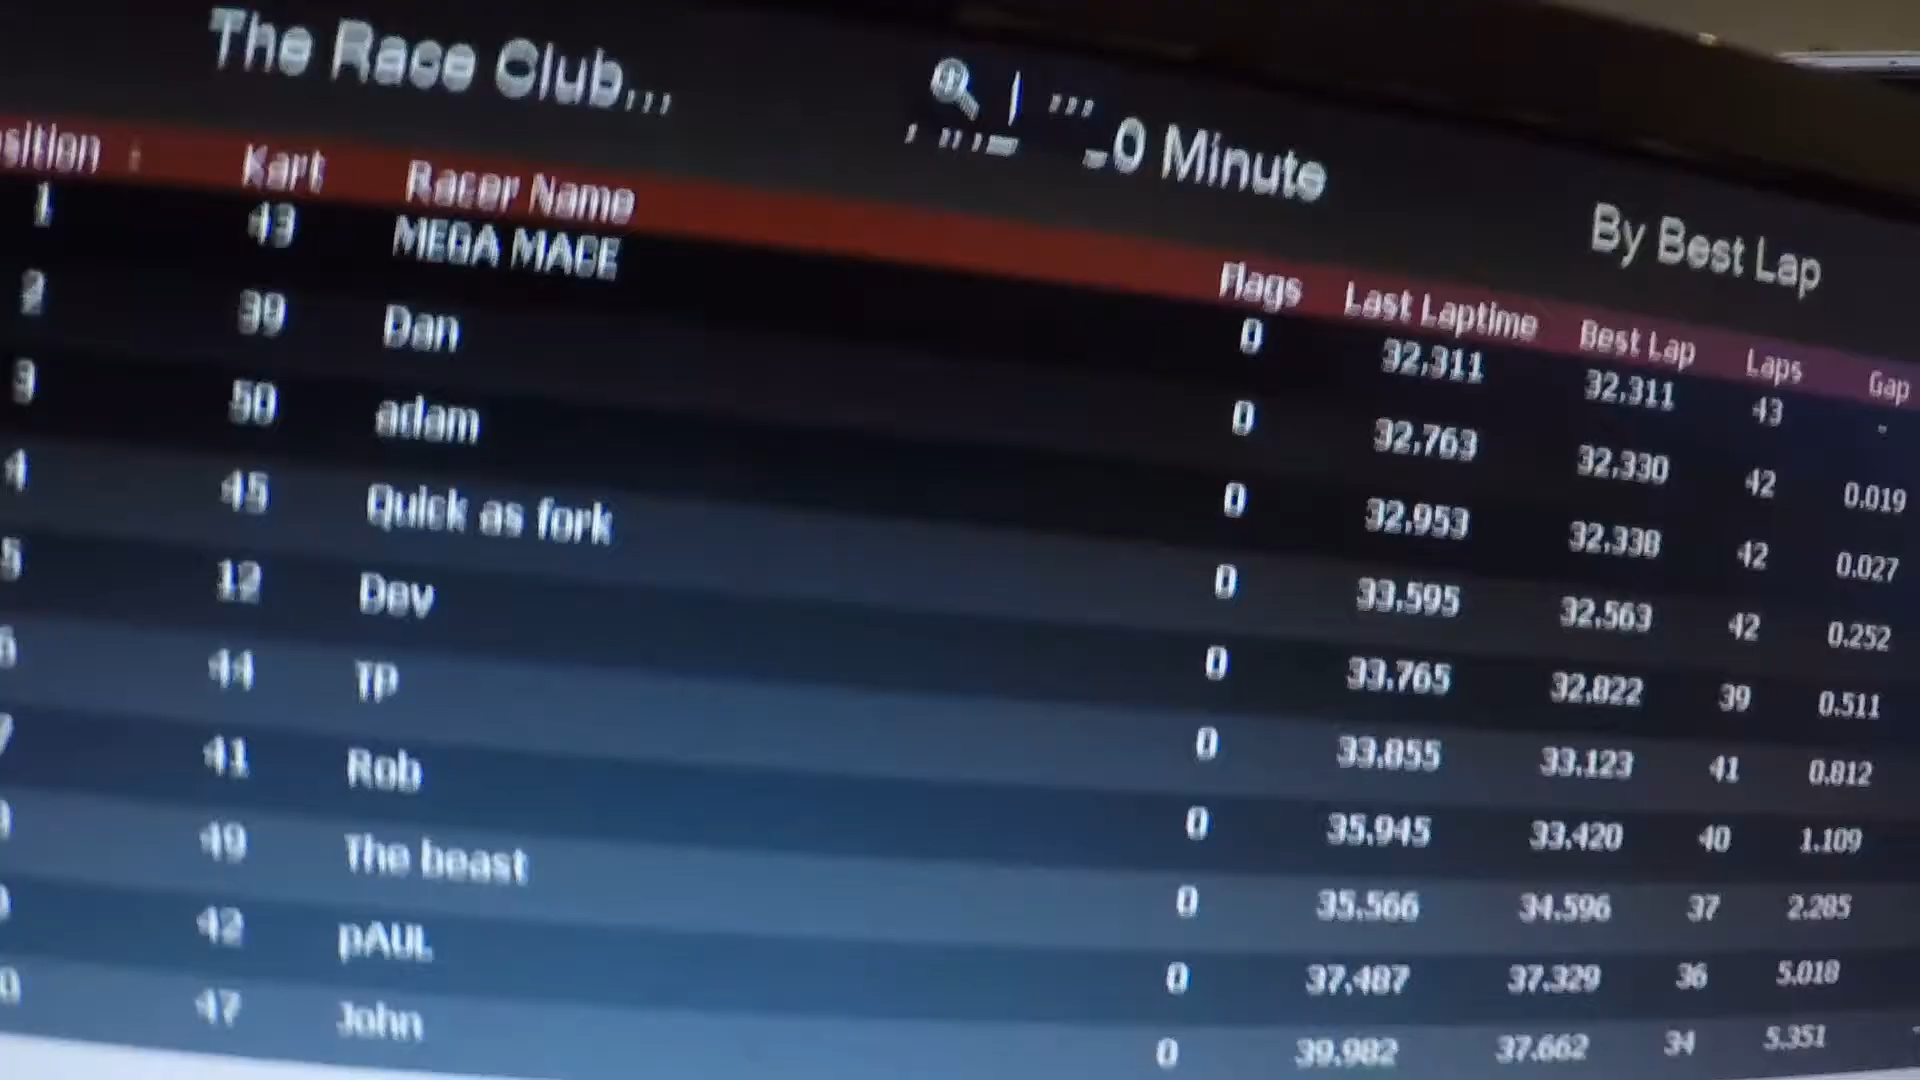 The Race Club... _0 Minute By Best Lap
sition Kart Racer Name Flags Last Laptime Best Lap Laps Gap
1 43 MEGA MAGE 0 32.311 32.311 43 -
2 39 Dan 0 32.763 32.330 42 0.019
3 50 adam 0 32.953 32.338 42 0.027
4 45 Quick as fork 0 33.595 32.563 42 0.252
5 12 Dev 0 33.765 32.822 39 0.511
6 44 TP 0 33.855 33.123 41 0.812
7 41 Rob 0 35.945 33.420 40 1.109
49 The beast 0 35.566 34.596 37 2.285
42 pAUL 0 37.487 37.329 36 5.018
0 47 John 0 39.982 37.662 34 5.351